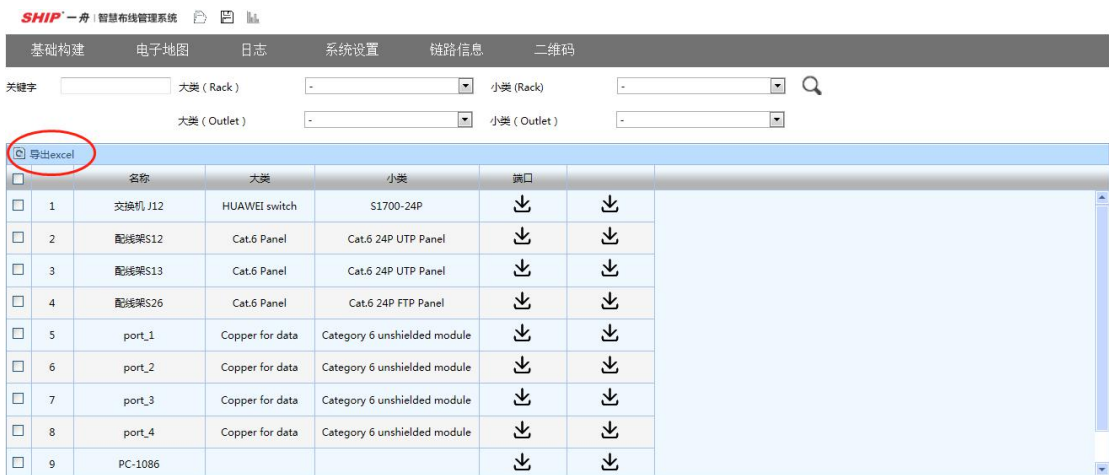 SHIP 一舟 | 智慧布线管理系统
基础构建 电子地图 日志 系统设置 链路信息 二维码
关键字 大类 ( Rack ) - 小类 (Rack) -
大类 ( Outlet ) - 小类 ( Outlet ) -
导出excel
名称 大类 小类 端口
1 交换机 J12 HUAWEI switch S1700-24P
2 配线架S12 Cat.6 Panel Cat.6 24P UTP Panel
3 配线架S13 Cat.6 Panel Cat.6 24P UTP Panel
4 配线架S26 Cat.6 Panel Cat.6 24P FTP Panel
5 port_1 Copper for data Category 6 unshielded module
6 port_2 Copper for data Category 6 unshielded module
7 port_3 Copper for data Category 6 unshielded module
8 port_4 Copper for data Category 6 unshielded module
9 PC-1086